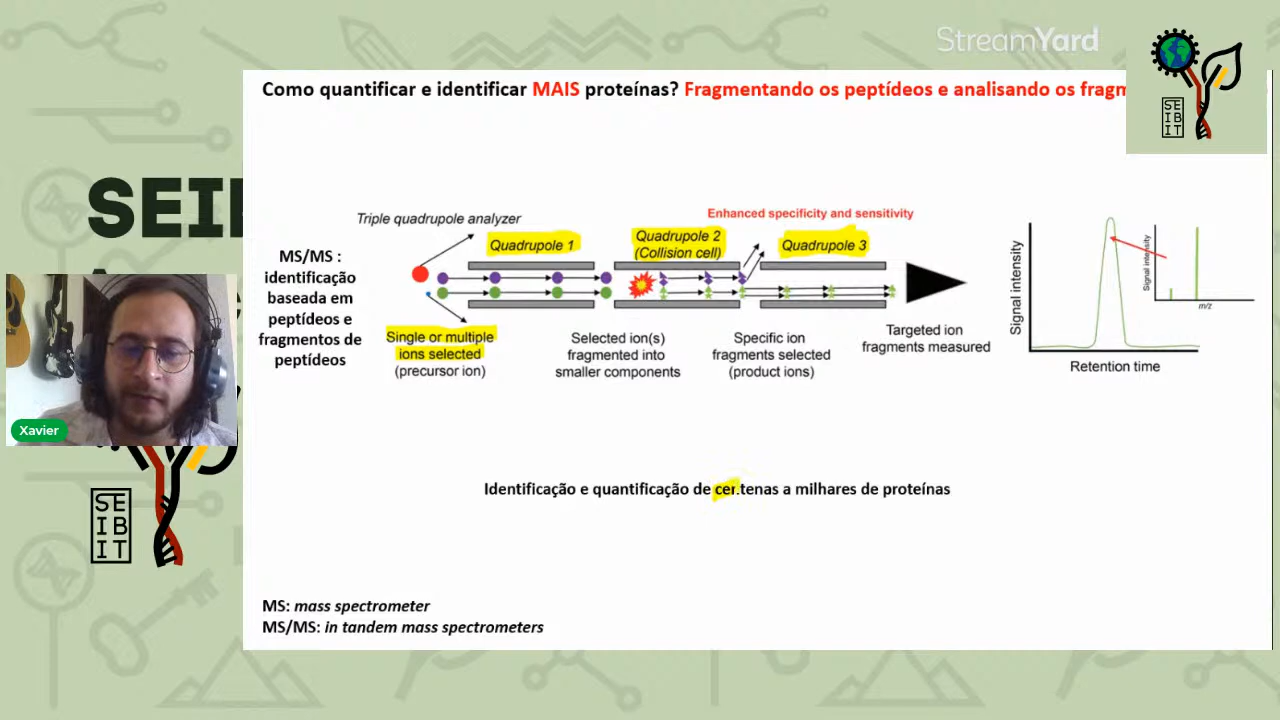 StreamYard
SE
IB
IT
Como quantificar e identificar MAIS proteínas? Fragmentando os peptídeos e analisando os fragm
SEI
MS/MS :
identificação
baseada em
peptídeos e
fragmentos de
peptídeos
Triple quadrupole analyzer
Quadrupole 1
Quadrupole 2
(Collision cell)
Enhanced specificity and sensitivity
Quadrupole 3
Single or multiple
ions selected
(precursor ion)
Selected ion(s)
fragmented into
smaller components
Specific ion
fragments selected
(product ions)
Targeted ion
fragments measured
Signal intensity
Signal intensity
m/z
Retention time
Xavier
Identificação e quantificação de centenas a milhares de proteínas
SE
IB
IT
MS: mass spectrometer
MS/MS: in tandem mass spectrometers